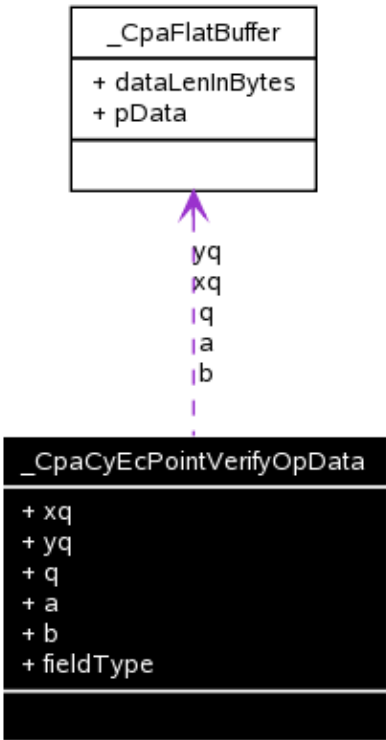 _CpaFlatBuffer
+ dataLenInBytes
+ pData
yq
xq
q
a
b
_CpaCyEcPointVerifyOpData
+ xq
+ yq
+ q
+ a
+ b
+ fieldType